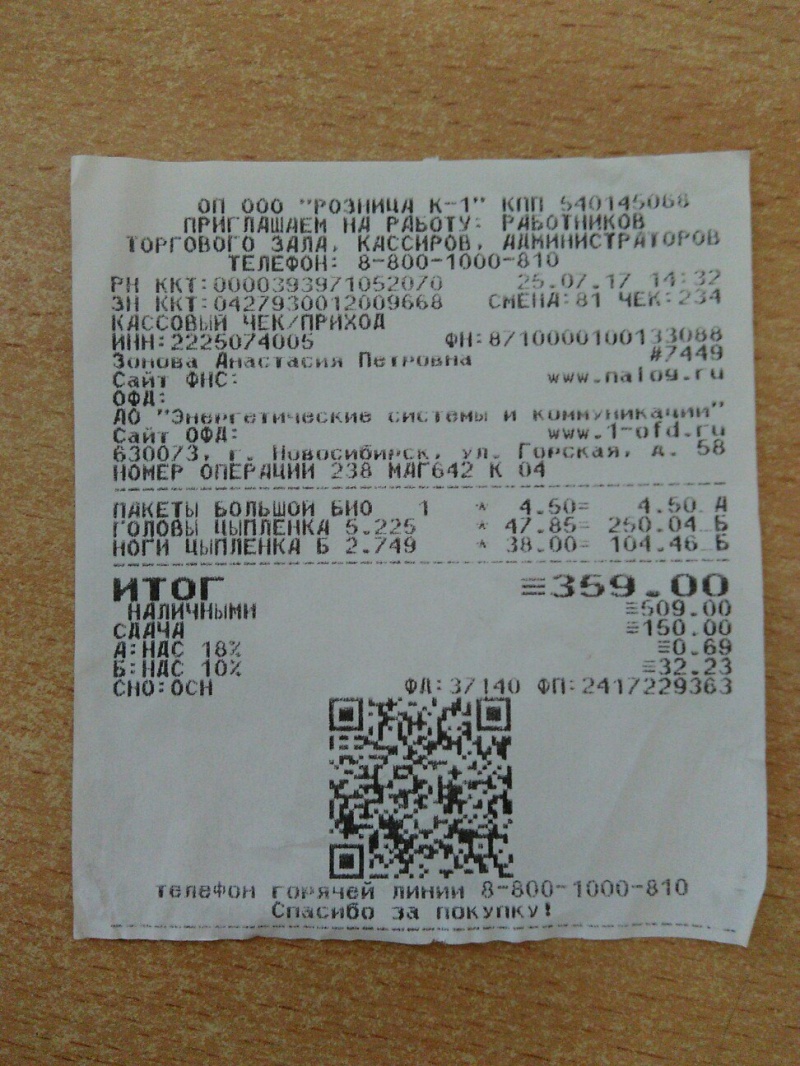 ОП ООО "РОЗНИЦА К-1" КПП 540145068
ПРИГЛАШАЕМ НА РАБОТУ: РАБОТНИКОВ
ТОРГОВОГО ЗАЛА, КАССИРОВ, АДМИНИСТРАТОРОВ
ТЕЛЕФОН: 8-800-1000-810
РН ККТ:0000393971052070 25.07.17 14:32
ЗН ККТ:0427930012009668 СМЕНА:81 ЧЕК:234
КАССОВЫЙ ЧЕК/ПРИХОД
ИНН:2225074005 ФН:8710000100133088
Зонова Анастасия Петровна #7449
Сайт ФНС: www.nalog.ru
ОФД:
АО "Энергетические системы и коммуникации"
Сайт ОФД: www.1-ofd.ru
630073, г. Новосибирск, ул. Горская, д. 58
НОМЕР ОПЕРАЦИИ 238 МАГ642 К 04
ПАКЕТЫ БОЛЬШОЙ БИО 1 * 4.50= 4.50 А
ГОЛОВЫ ЦЫПЛЕНКА 5.225 * 47.85= 250.04 Б
НОГИ ЦЫПЛЕНКА Б 2.749 * 38.00= 104.46 Б
ИТОГ ≡359.00
НАЛИЧНЫМИ ≡509.00
СДАЧА ≡150.00
А:НДС 18% ≡0.69
Б:НДС 10% ≡32.23
СНО:ОСН ФД:37140 ФП:2417229363
телефон горячей линии 8-800-1000-810
Спасибо за покупку!